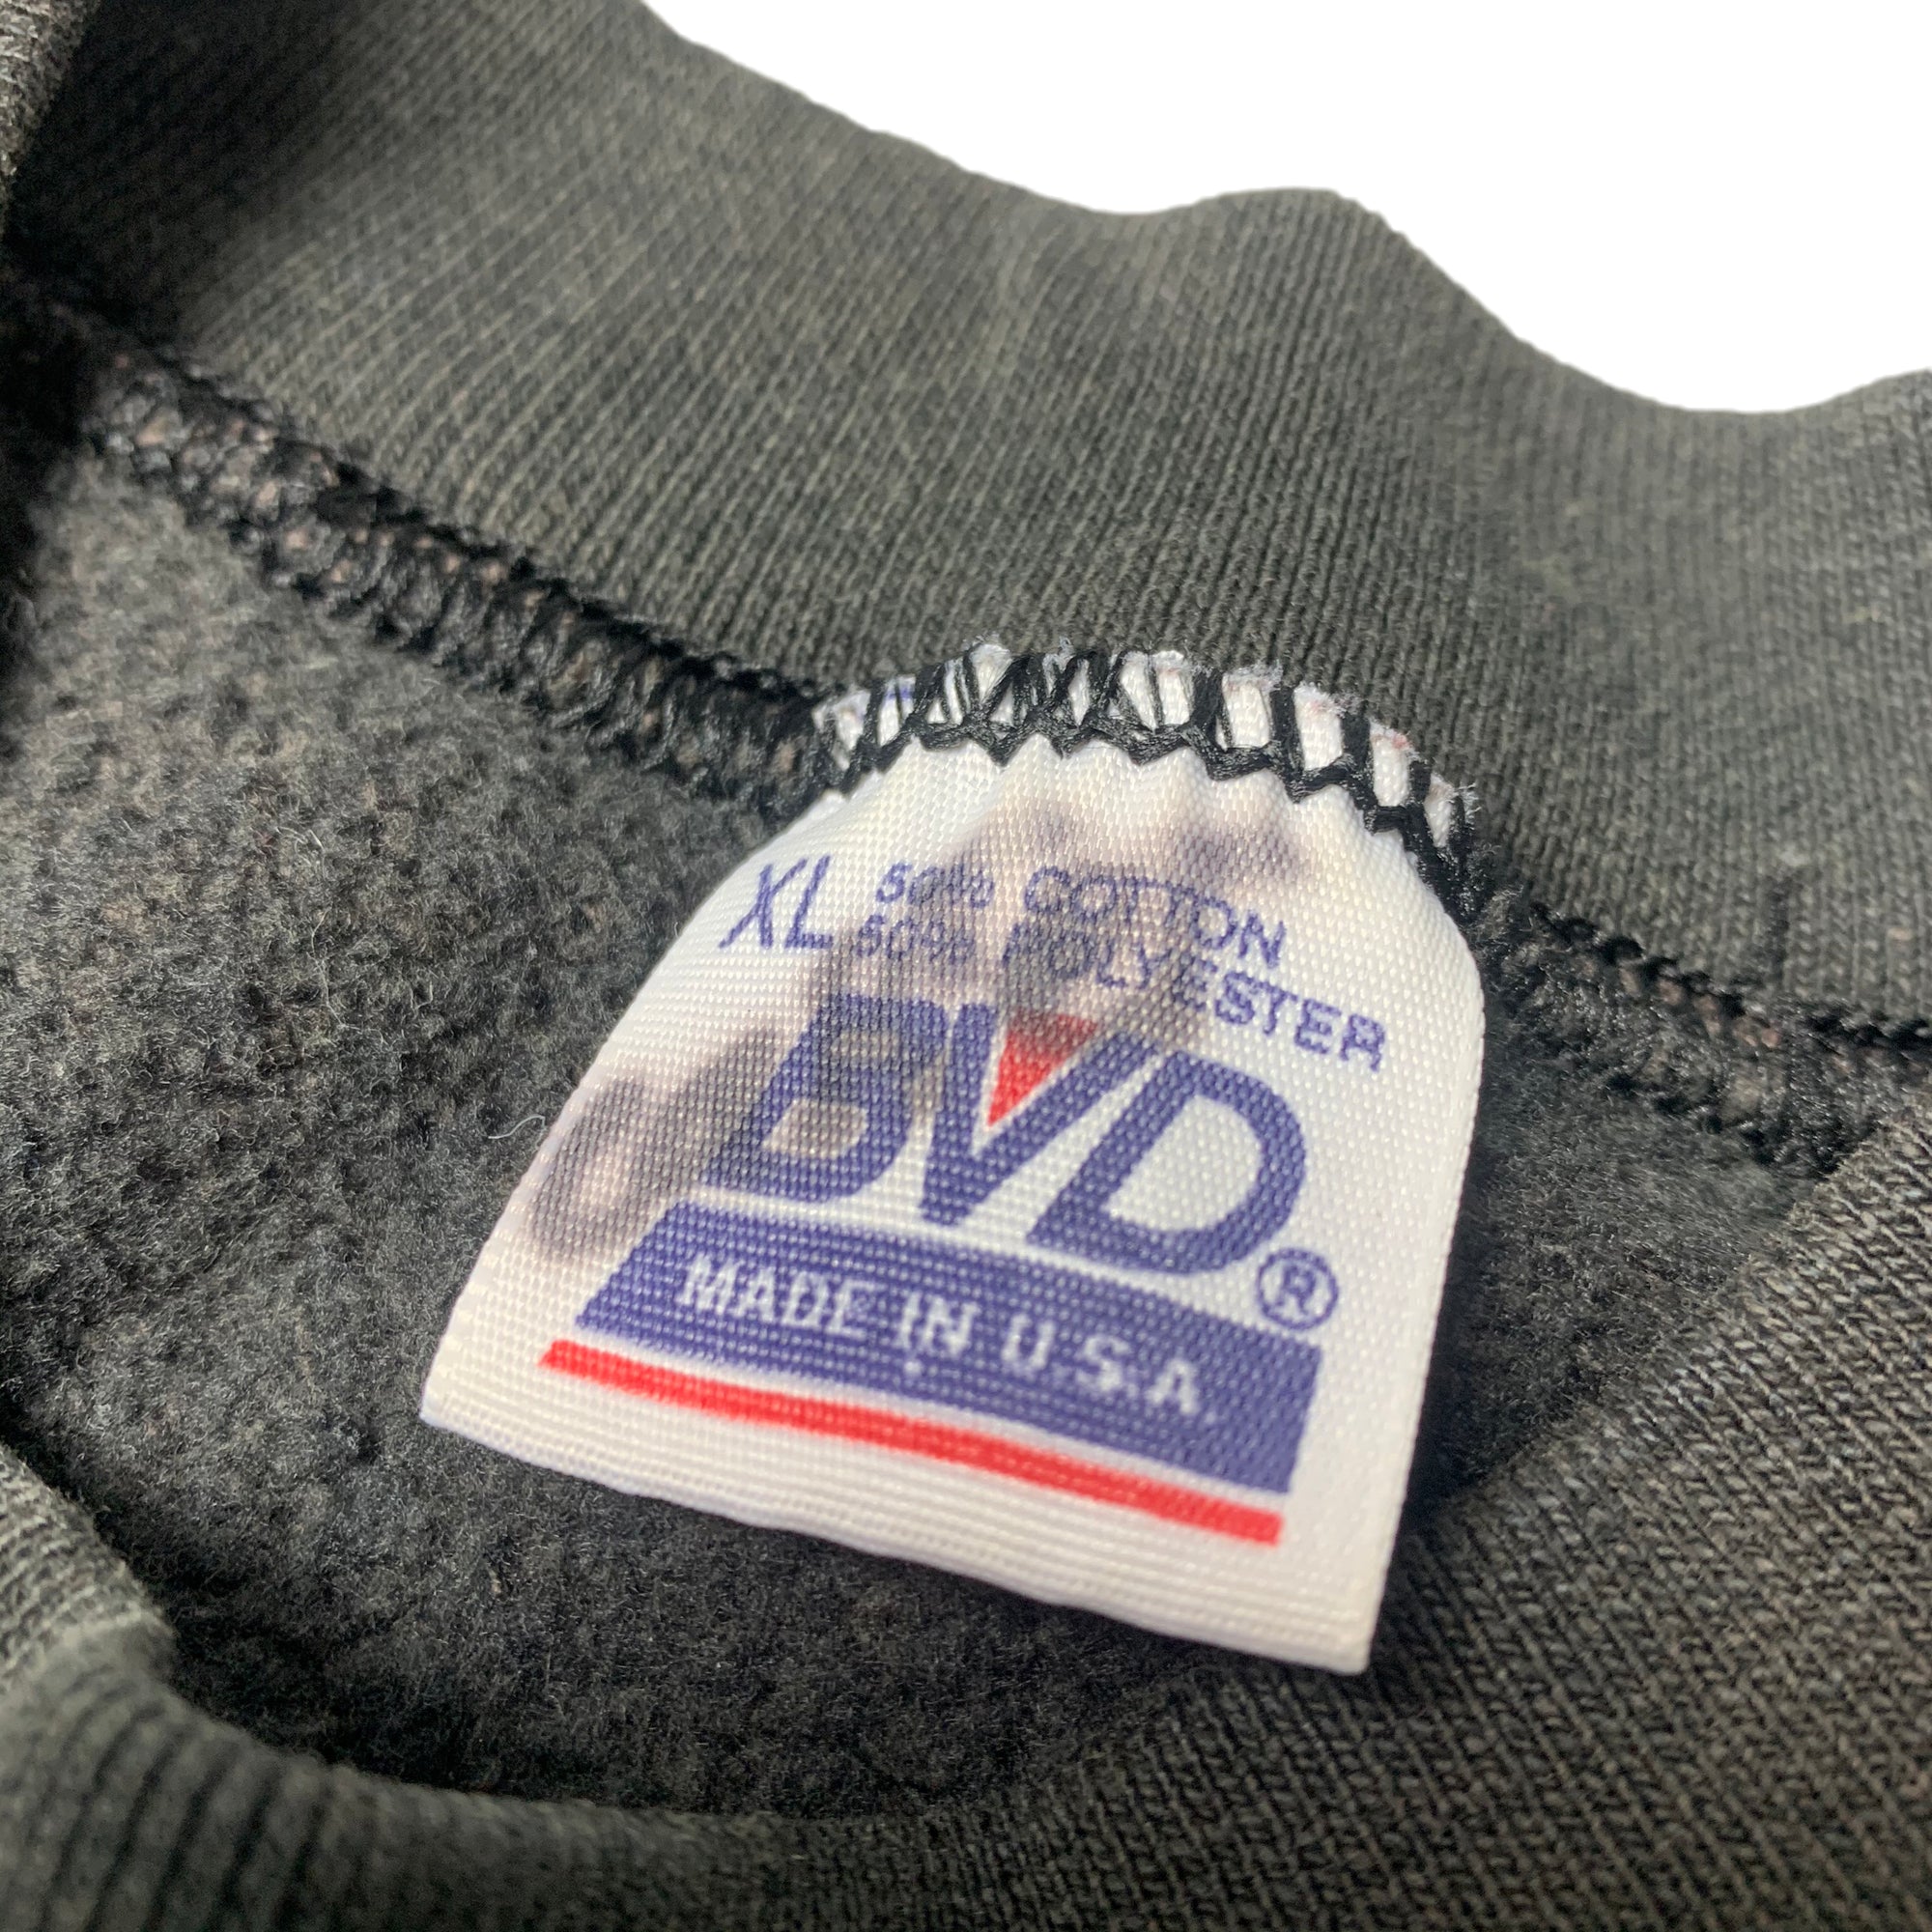 XL 50% COTTON
50% POLYESTER
BVD®
MADE IN U.S.A.